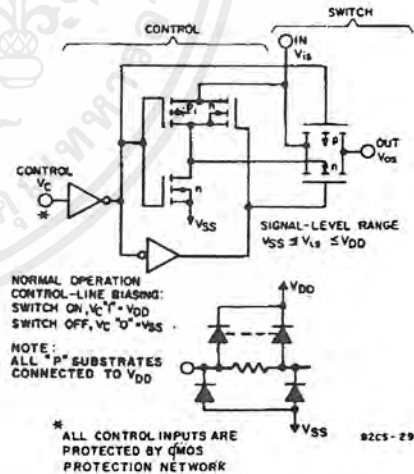 CONTROL
SWITCH
IN
Vis
p
n
p
n
OUT
Vos
CONTROL
VC
*
n
VSS
SIGNAL-LEVEL RANGE
VSS ≤ Vis ≤ VDD
NORMAL OPERATION
CONTROL-LINE BIASING:
SWITCH ON, VC "1" = VDD
SWITCH OFF, VC "0" = VSS
NOTE:
ALL "P" SUBSTRATES
CONNECTED TO VDD
VDD
VSS
*
ALL CONTROL INPUTS ARE
PROTECTED BY CMOS
PROTECTION NETWORK
92CS-29